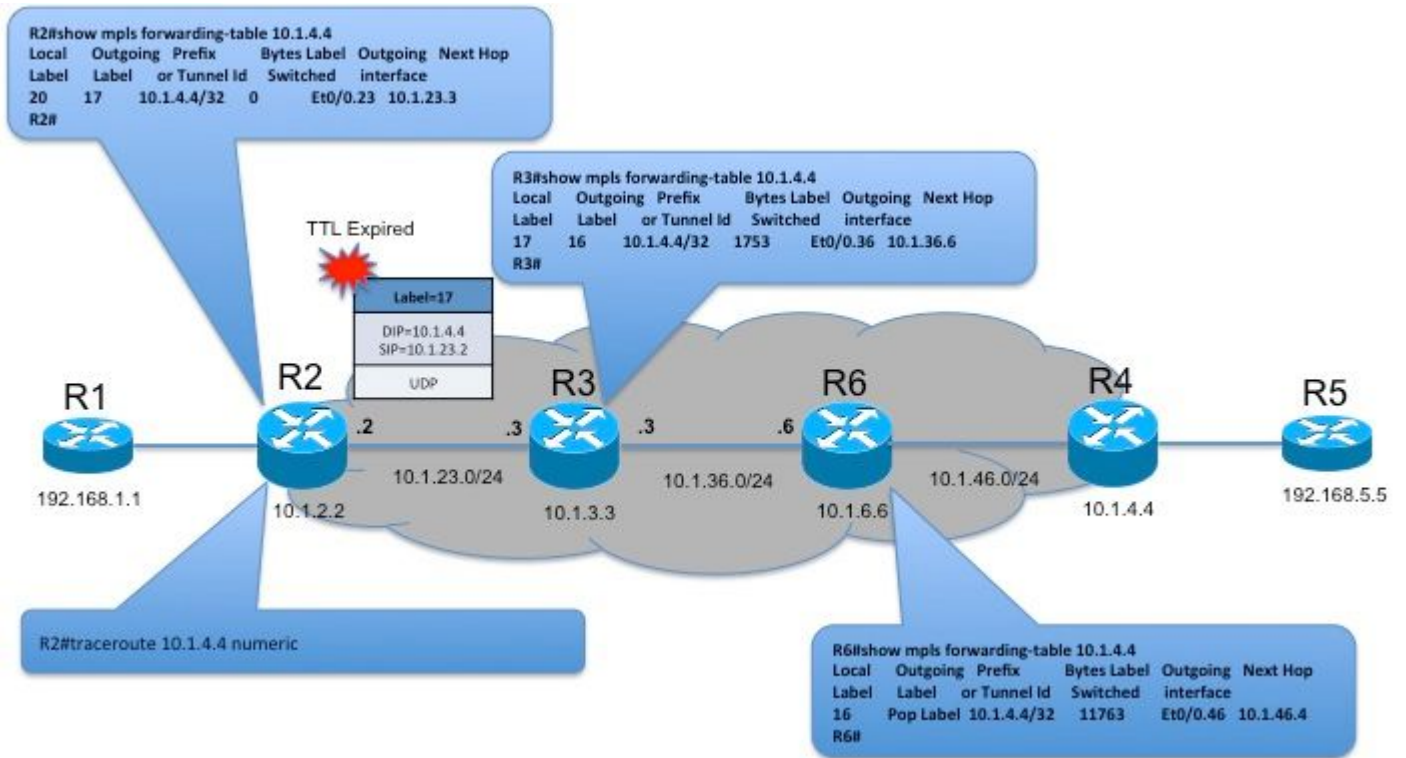 R2#show mpls forwarding-table 10.1.4.4
Local Outgoing Prefix Bytes Label Outgoing Next Hop
Label Label or Tunnel Id Switched interface
20 17 10.1.4.4/32 0 Et0/0.23 10.1.23.3
R2#
R3#show mpls forwarding-table 10.1.4.4
Local Outgoing Prefix Bytes Label Outgoing Next Hop
Label Label or Tunnel Id Switched interface
17 16 10.1.4.4/32 1753 Et0/0.36 10.1.36.6
R3#
TTL Expired
Label=17
DIP=10.1.4.4
SIP=10.1.23.2
UDP
R1
R2
R3
R6
R4
R5
.2
.3
.3
.6
192.168.1.1
10.1.2.2
10.1.23.0/24
10.1.3.3
10.1.36.0/24
10.1.6.6
10.1.46.0/24
10.1.4.4
192.168.5.5
R2#traceroute 10.1.4.4 numeric
R6#show mpls forwarding-table 10.1.4.4
Local Outgoing Prefix Bytes Label Outgoing Next Hop
Label Label or Tunnel Id Switched interface
16 Pop Label 10.1.4.4/32 11763 Et0/0.46 10.1.46.4
R6#